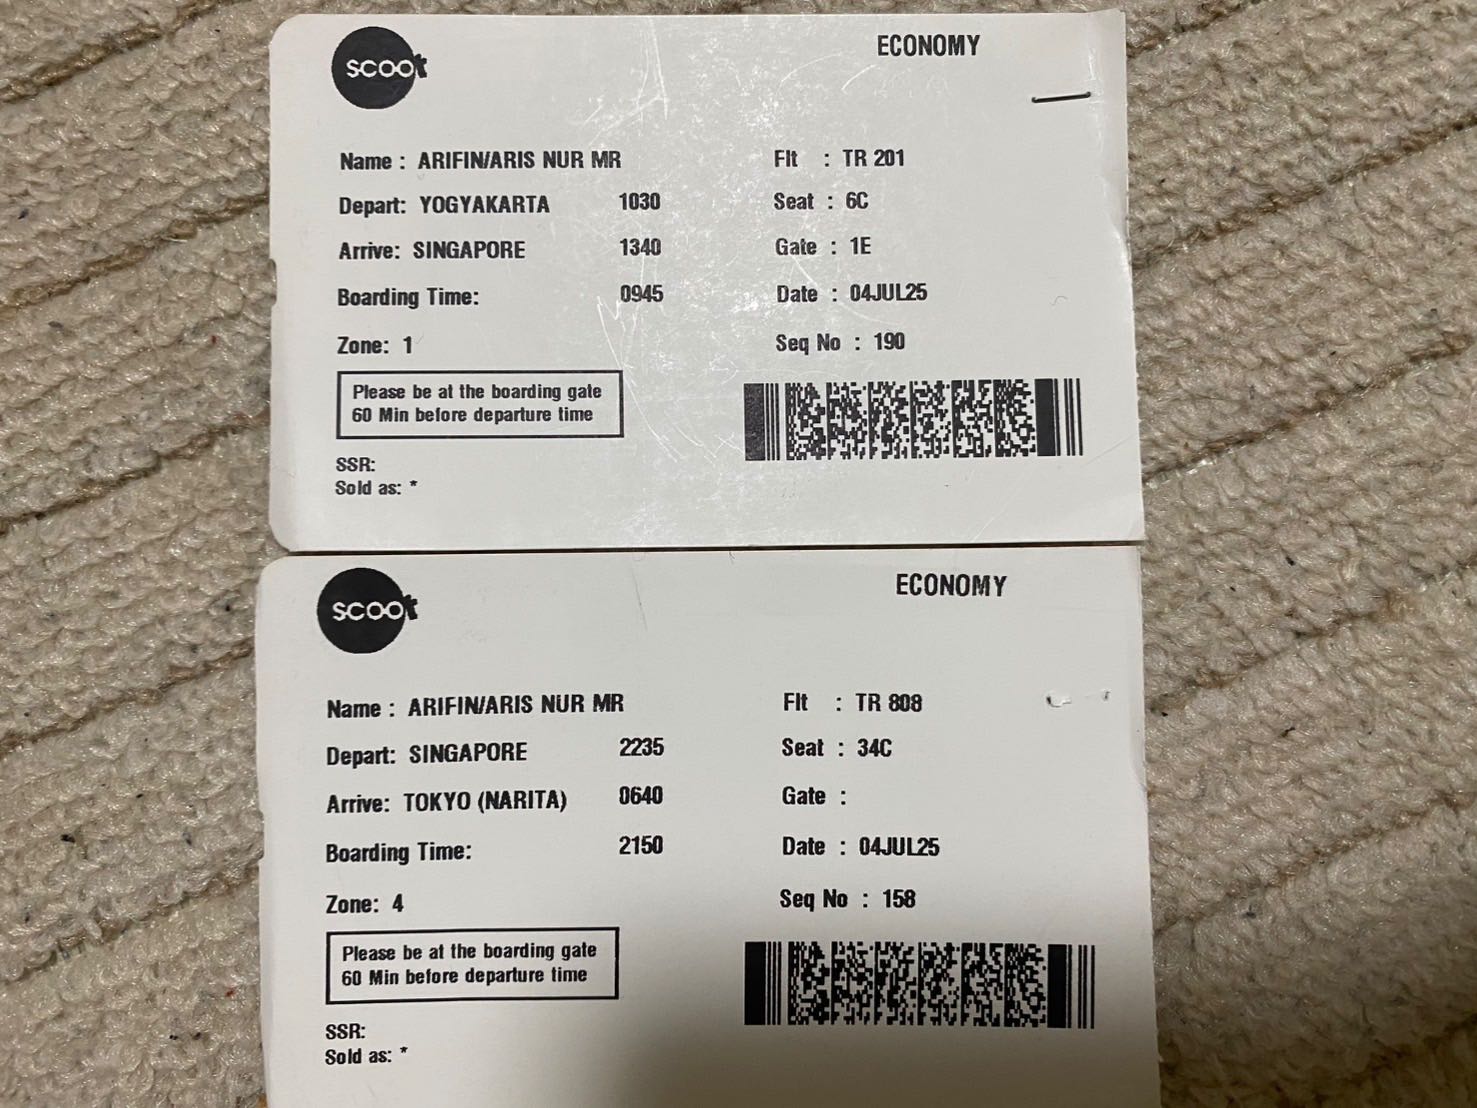 scoot
ECONOMY
Name : ARIFIN/ARIS NUR MR
Flt : TR 201
Depart: YOGYAKARTA 1030
Seat : 6C
Arrive: SINGAPORE 1340
Gate : 1E
Boarding Time: 0945
Date : 04JUL25
Zone: 1
Seq No : 190
Please be at the boarding gate
60 Min before departure time
SSR:
Sold as: *
scoot
ECONOMY
Name : ARIFIN/ARIS NUR MR
Flt : TR 808
Depart: SINGAPORE 2235
Seat : 34C
Arrive: TOKYO (NARITA) 0640
Gate :
Boarding Time: 2150
Date : 04JUL25
Zone: 4
Seq No : 158
Please be at the boarding gate
60 Min before departure time
SSR:
Sold as: *